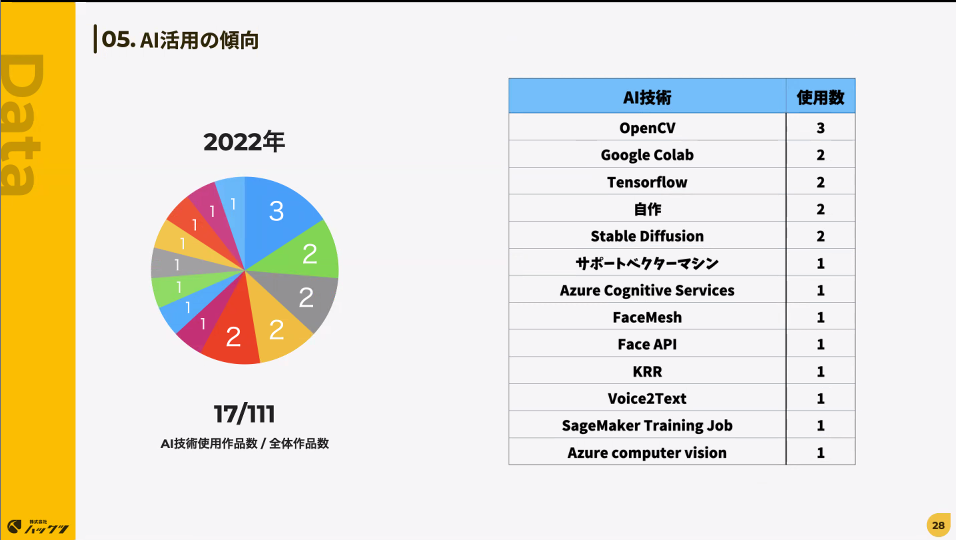 05. AI活用の傾向
Data
2022年
3
2
2
2
2
1
1
1
1
1
1
1
1
17/111
AI技術使用作品数 / 全体作品数
AI技術 使用数
OpenCV 3
Google Colab 2
Tensorflow 2
自作 2
Stable Diffusion 2
サポートベクターマシン 1
Azure Cognitive Services 1
FaceMesh 1
Face API 1
KRR 1
Voice2Text 1
SageMaker Training Job 1
Azure computer vision 1
株式会社
ハックツ
28